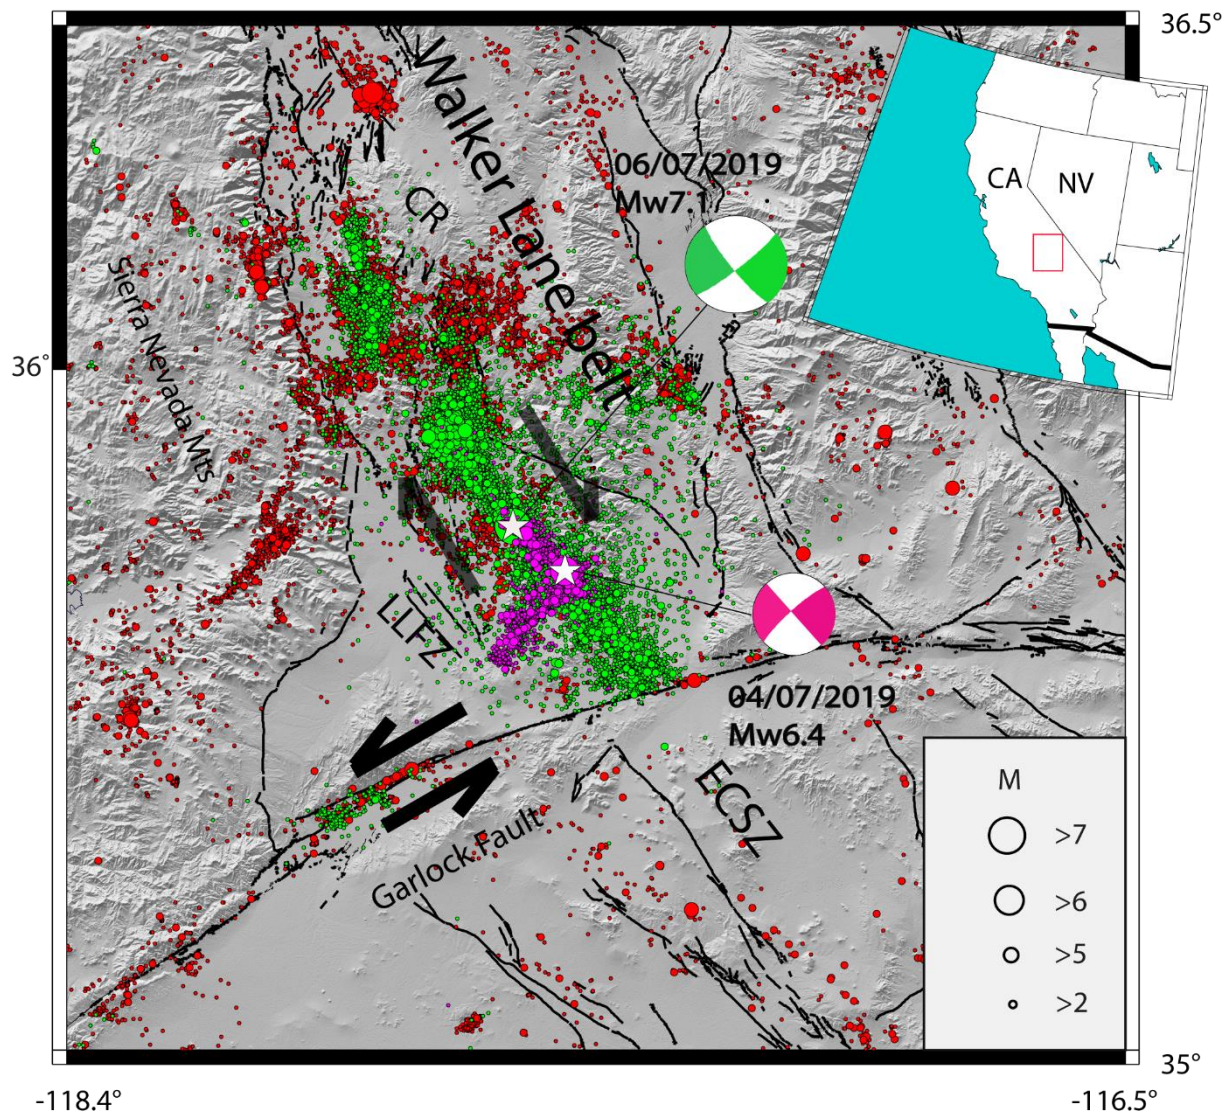 36.5°
Walker Lane belt
06/07/2019
Mw7.1
CA
NV
CR
Sierra Nevada Mts
36°
LLFZ
04/07/2019
Mw6.4
ECSZ
Garlock Fault
M
>7
>6
>5
>2
35°
-118.4°
-116.5°